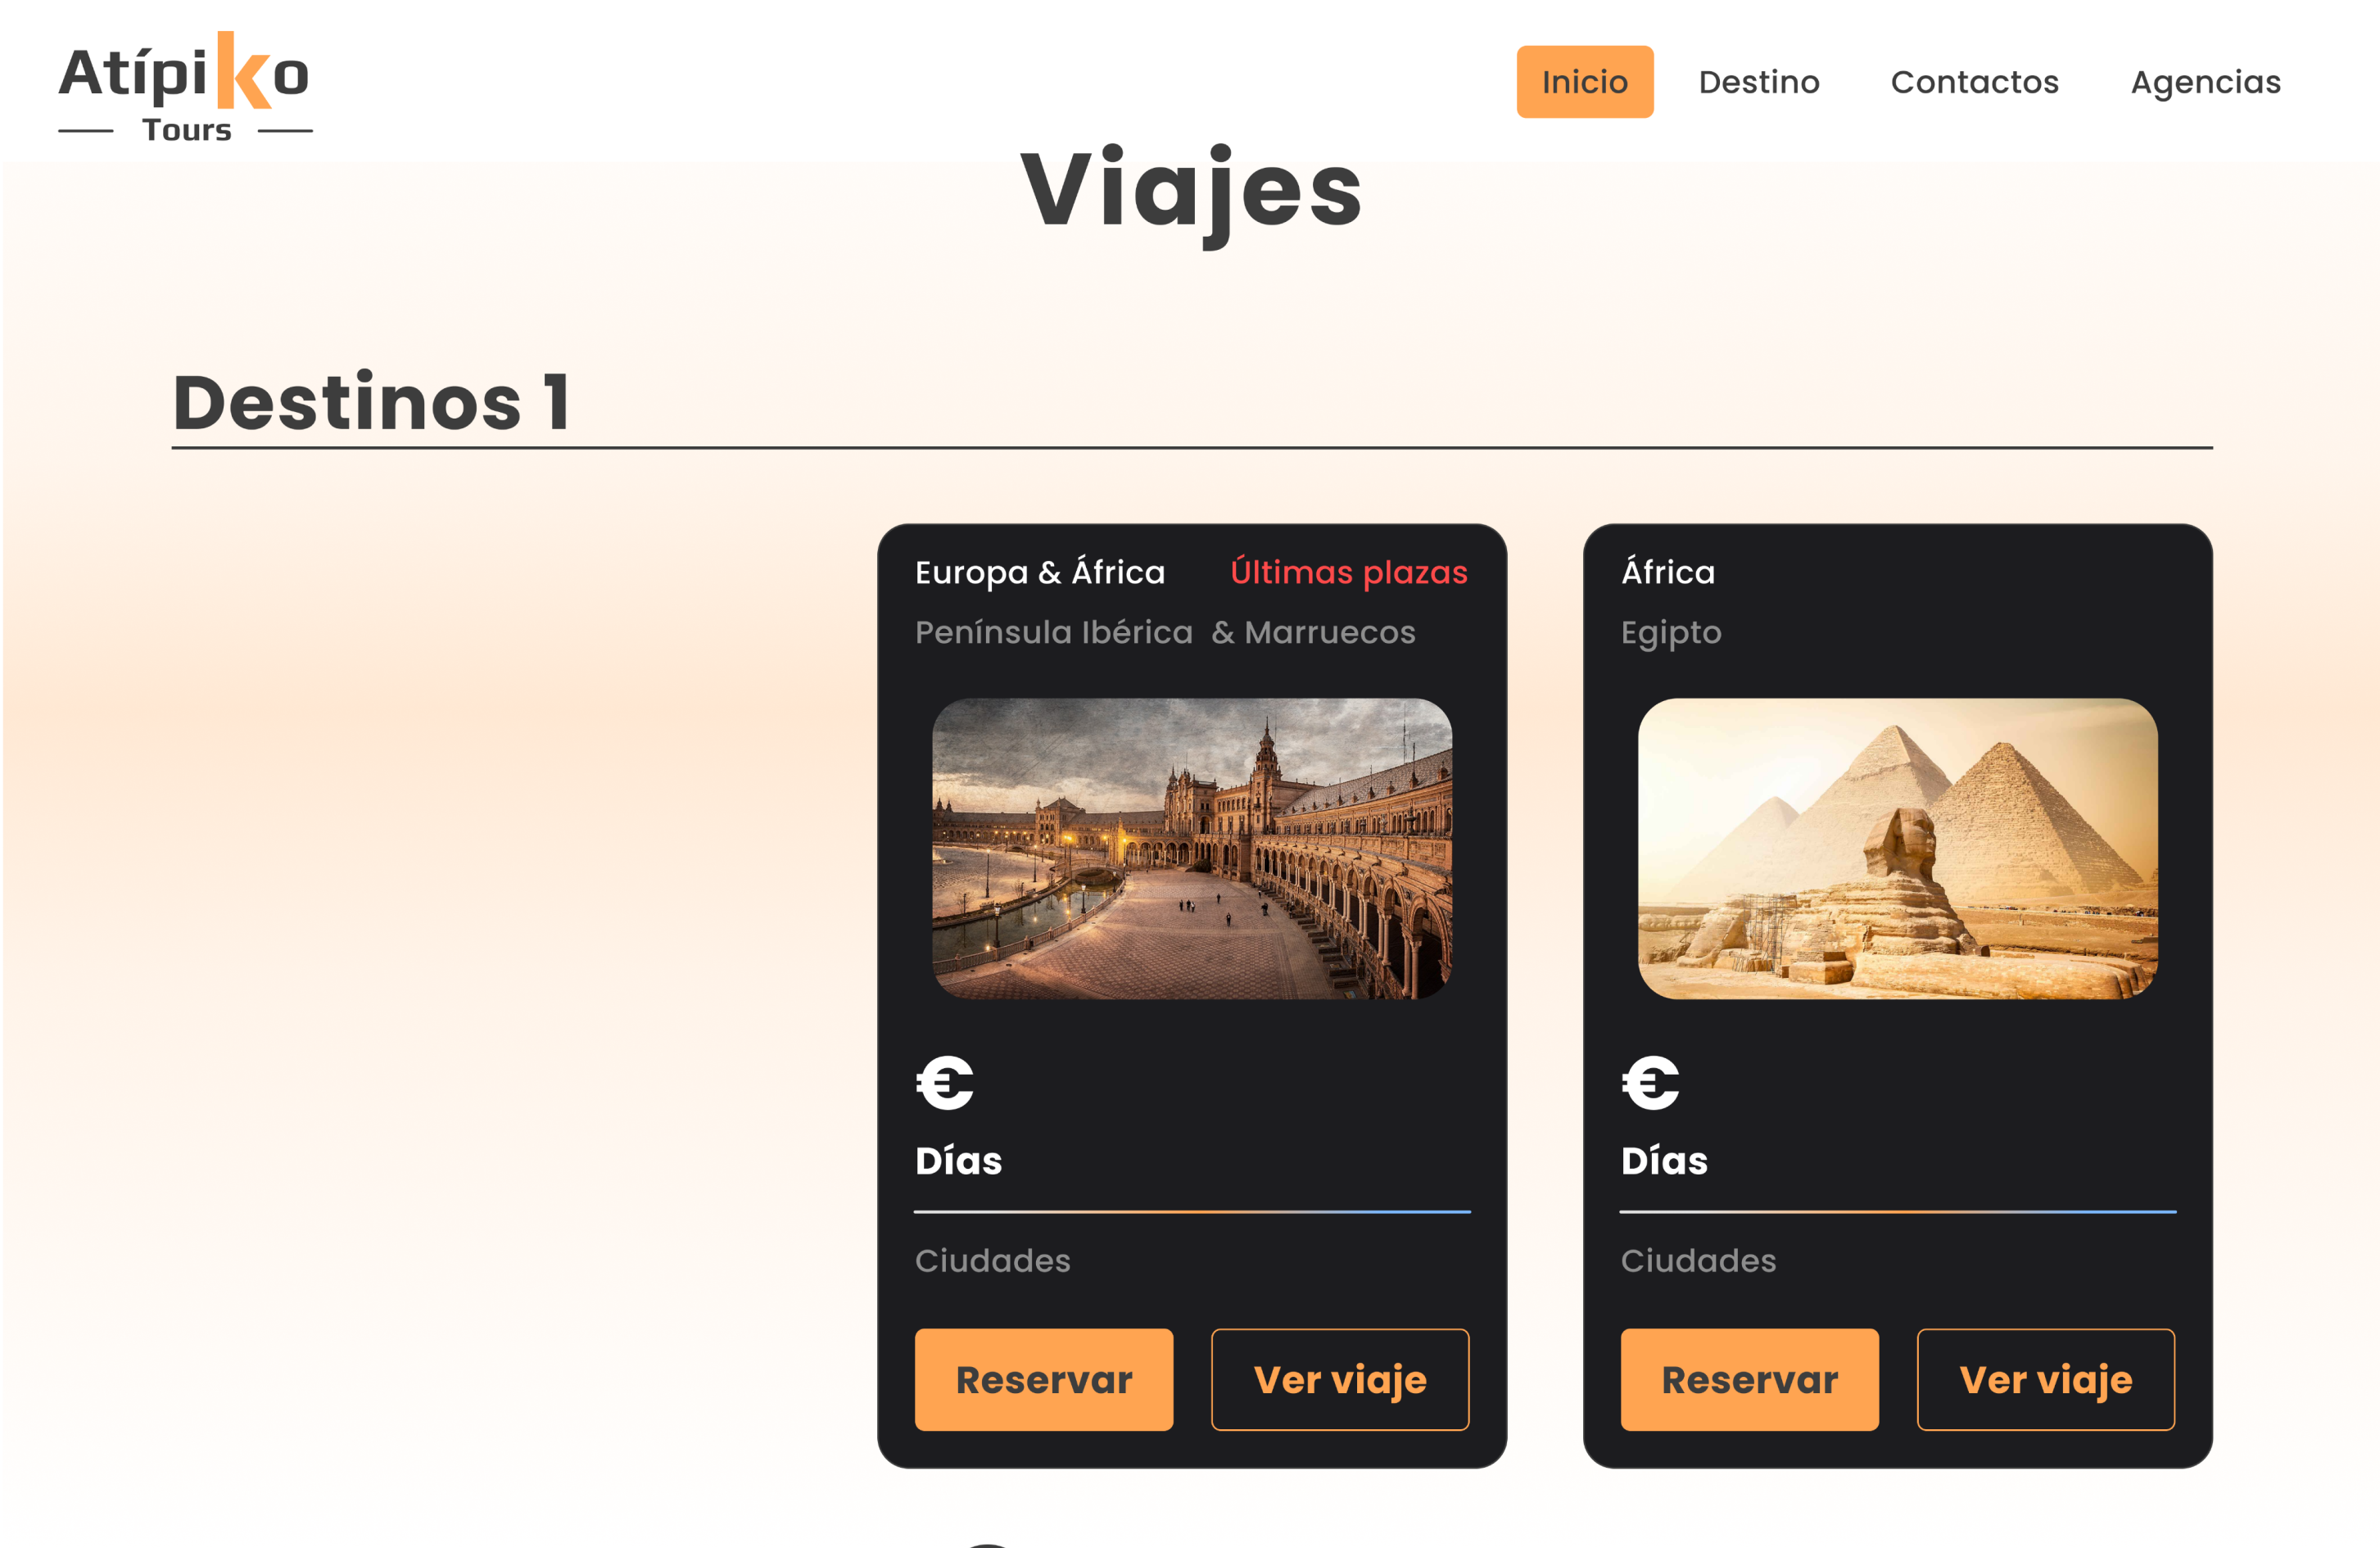 Atípiko
Tours
Inicio Destino Contactos Agencias
Viajes
Destinos 1
Europa & África Últimas plazas
Península Ibérica & Marruecos
€
Días
Ciudades
Reservar Ver viaje
África
Egipto
€
Días
Ciudades
Reservar Ver viaje